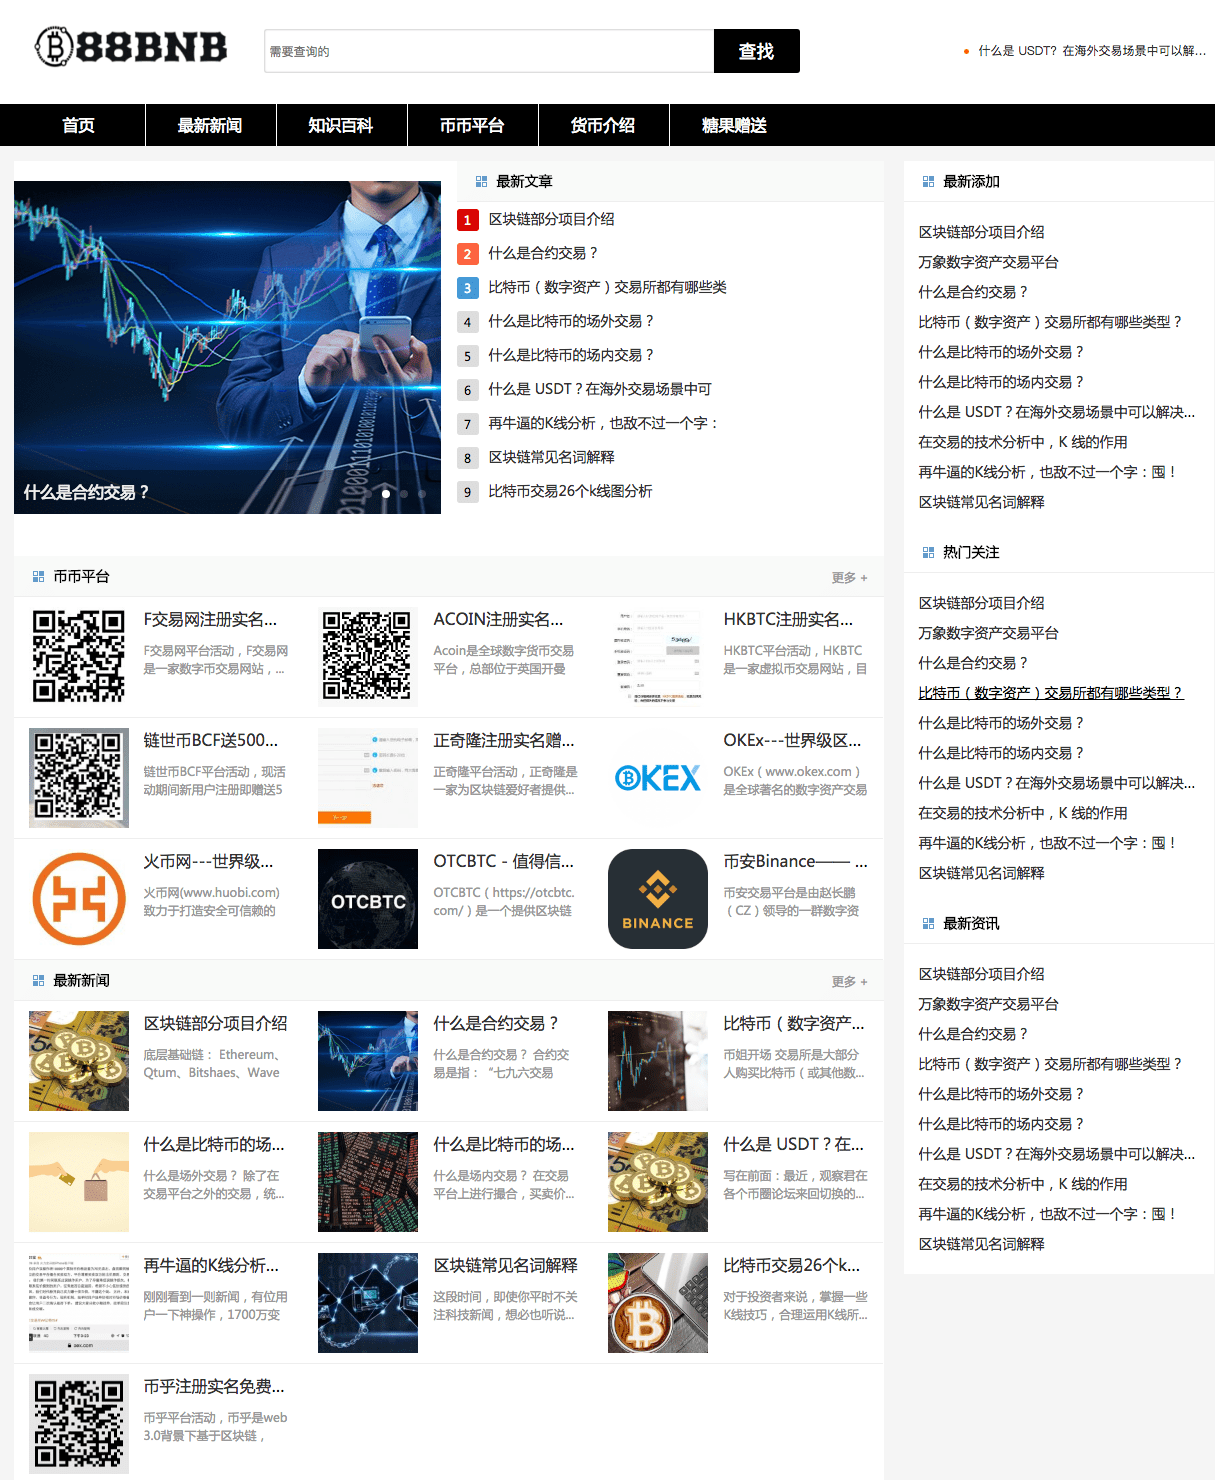 88BNB
需要查询的
查找
什么是 USDT？在海外交易场景中可以解...
首页
最新新闻
知识百科
币币平台
货币介绍
糖果赠送
什么是合约交易？
最新文章
1 区块链部分项目介绍
2 什么是合约交易？
3 比特币（数字资产）交易所都有哪些类
4 什么是比特币的场外交易？
5 什么是比特币的场内交易？
6 什么是 USDT？在海外交易场景中可
7 再牛逼的K线分析，也敌不过一个字：
8 区块链常见名词解释
9 比特币交易26个k线图分析
币币平台
更多 +
F交易网注册实名...
F交易网平台活动，F交易网
是一家数字币交易网站，...
ACOIN注册实名...
Acoin是全球数字货币交易
平台，总部位于英国开曼
HKBTC注册实名...
HKBTC平台活动，HKBTC
是一家虚拟币交易网站，目
链世币BCF送500...
链世币BCF平台活动，现活
动期间新用户注册即赠送5
下一步
正奇隆注册实名赠...
正奇隆平台活动，正奇隆是
一家为区块链爱好者提供...
OKEX
OKEx---世界级区...
OKEx（www.okex.com）
是全球著名的数字资产交易
火币网---世界级...
火币网(www.huobi.com)
致力于打造安全可信赖的
OTCBTC
OTCBTC - 值得信...
OTCBTC（https://otcbtc.
com/）是一个提供区块链
BINANCE
币安Binance—— ...
币安交易平台是由赵长鹏
（CZ）领导的一群数字资
最新新闻
更多 +
区块链部分项目介绍
底层基础链： Ethereum、
Qtum、Bitshaes、Wave
什么是合约交易？
什么是合约交易？ 合约交
易是指： “七九六交易
比特币（数字资产...
币姐开场 交易所是大部分
人购买比特币（或其他数...
什么是比特币的场...
什么是场外交易？ 除了在
交易平台之外的交易，统...
什么是比特币的场...
什么是场内交易？ 在交易
平台上进行撮合，买卖价...
什么是 USDT？在...
写在前面：最近，观察君在
各个币圈论坛来回切换的...
再牛逼的K线分析...
刚刚看到一则新闻，有位用
户一下神操作，1700万变
区块链常见名词解释
这段时间，即使你平时不关
注科技新闻，想必也听说...
比特币交易26个k...
对于投资者来说，掌握一些
K线技巧，合理运用K线所...
币乎注册实名免费...
币乎平台活动，币乎是web
3.0背景下基于区块链，
最新添加
区块链部分项目介绍
万象数字资产交易平台
什么是合约交易？
比特币（数字资产）交易所都有哪些类型？
什么是比特币的场外交易？
什么是比特币的场内交易？
什么是 USDT？在海外交易场景中可以解决...
在交易的技术分析中，K 线的作用
再牛逼的K线分析，也敌不过一个字：囤！
区块链常见名词解释
热门关注
区块链部分项目介绍
万象数字资产交易平台
什么是合约交易？
比特币（数字资产）交易所都有哪些类型？
什么是比特币的场外交易？
什么是比特币的场内交易？
什么是 USDT？在海外交易场景中可以解决...
在交易的技术分析中，K 线的作用
再牛逼的K线分析，也敌不过一个字：囤！
区块链常见名词解释
最新资讯
区块链部分项目介绍
万象数字资产交易平台
什么是合约交易？
比特币（数字资产）交易所都有哪些类型？
什么是比特币的场外交易？
什么是比特币的场内交易？
什么是 USDT？在海外交易场景中可以解决...
在交易的技术分析中，K 线的作用
再牛逼的K线分析，也敌不过一个字：囤！
区块链常见名词解释